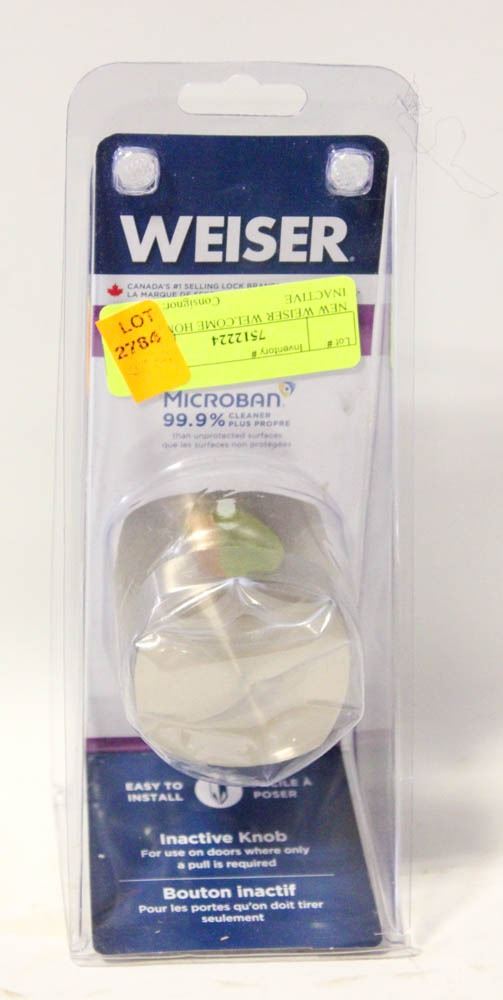 WEISER
CANADA'S #1 SELLING LOCK
LA MARQUE DE
LOT
2784
Lot# Inventory#
7512224
NEW WEISER WELCOME HOM
INACTIVE Consignor:
MICROBAN
99.9% CLEANER
PLUS PROPRE
than unprotected surfaces
que les surfaces non protégées
EASY TO
INSTALL
À
POSER
Inactive Knob
For use on doors where only
a pull is required
Bouton inactif
Pour les portes qu'on doit tirer
seulement